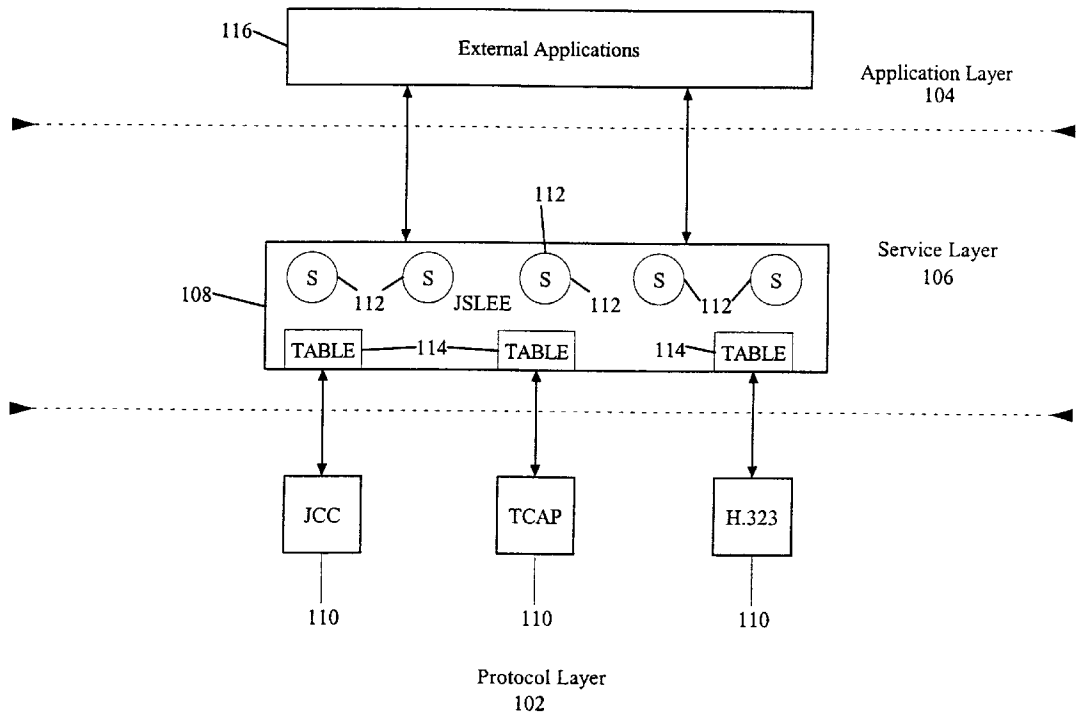 116
External Applications
Application Layer
104
112
Service Layer
106
S
S
S
S
S
108
112
JSLEE
112
112
TABLE
114
TABLE
114
TABLE
JCC
TCAP
H.323
110
110
110
Protocol Layer
102